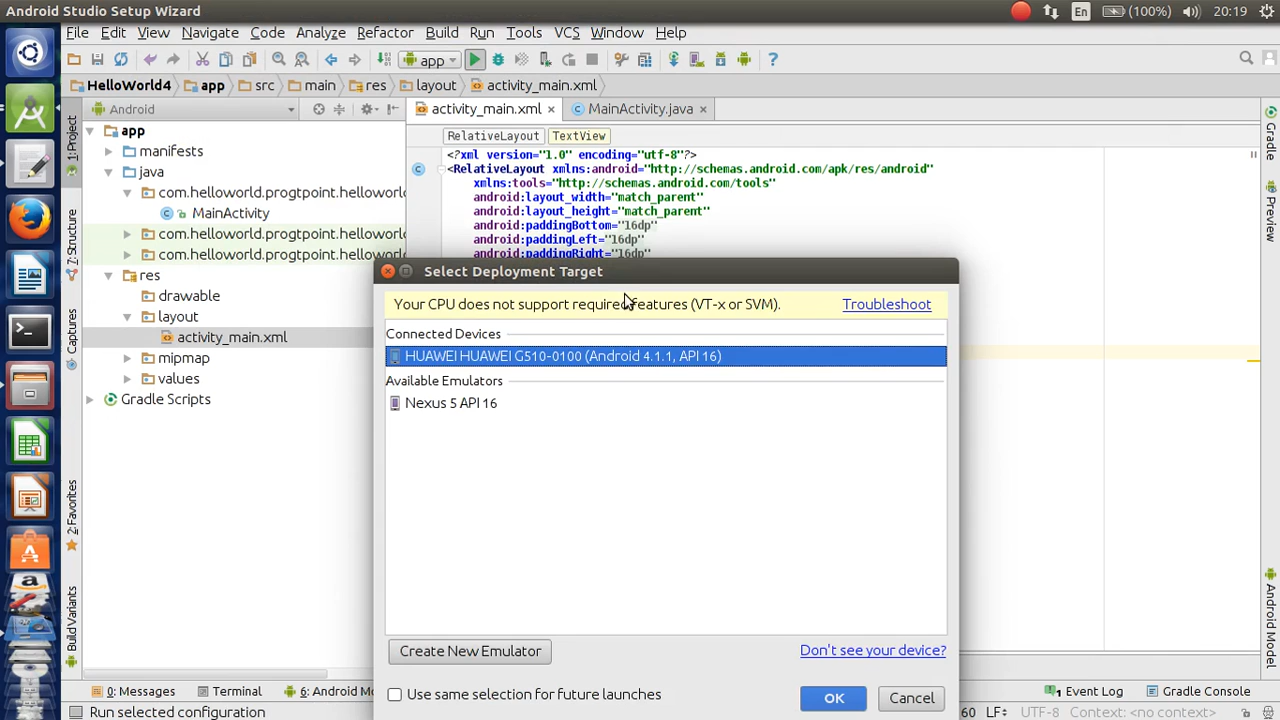 Android Studio Setup Wizard
En
(100%)
20:19
File Edit View Navigate Code Analyze Refactor Build Run Tools VCS Window Help
app
HelloWorld4 app src main res layout activity_main.xml
Android
activity_main.xml
MainActivity.java
RelativeLayout TextView
1: Project
7: Structure
Captures
2: Favorites
Build Variants
app
manifests
java
com.helloworld.progtpoint.helloworl
MainActivity
com.helloworld.progtpoint.helloworl
com.helloworld.progtpoint.helloworl
res
drawable
layout
activity_main.xml
mipmap
values
Gradle Scripts
<?xml version="1.0" encoding="utf-8"?>
<RelativeLayout xmlns:android="http://schemas.android.com/apk/res/android"
xmlns:tools="http://schemas.android.com/tools"
android:layout_width="match_parent"
android:layout_height="match_parent"
android:paddingBottom="16dp"
android:paddingLeft="16dp"
android:paddingRight="16dp"
Gradle
Preview
Android Model
Select Deployment Target
Your CPU does not support required features (VT-x or SVM).
Troubleshoot
Connected Devices
HUAWEI HUAWEI G510-0100 (Android 4.1.1, API 16)
Available Emulators
Nexus 5 API 16
Create New Emulator
Don't see your device?
Use same selection for future launches
OK
Cancel
0: Messages
Terminal
6: Android Mo
1 Event Log
Gradle Console
Run selected configuration
60 LF÷ UTF-8 Context: <no context>